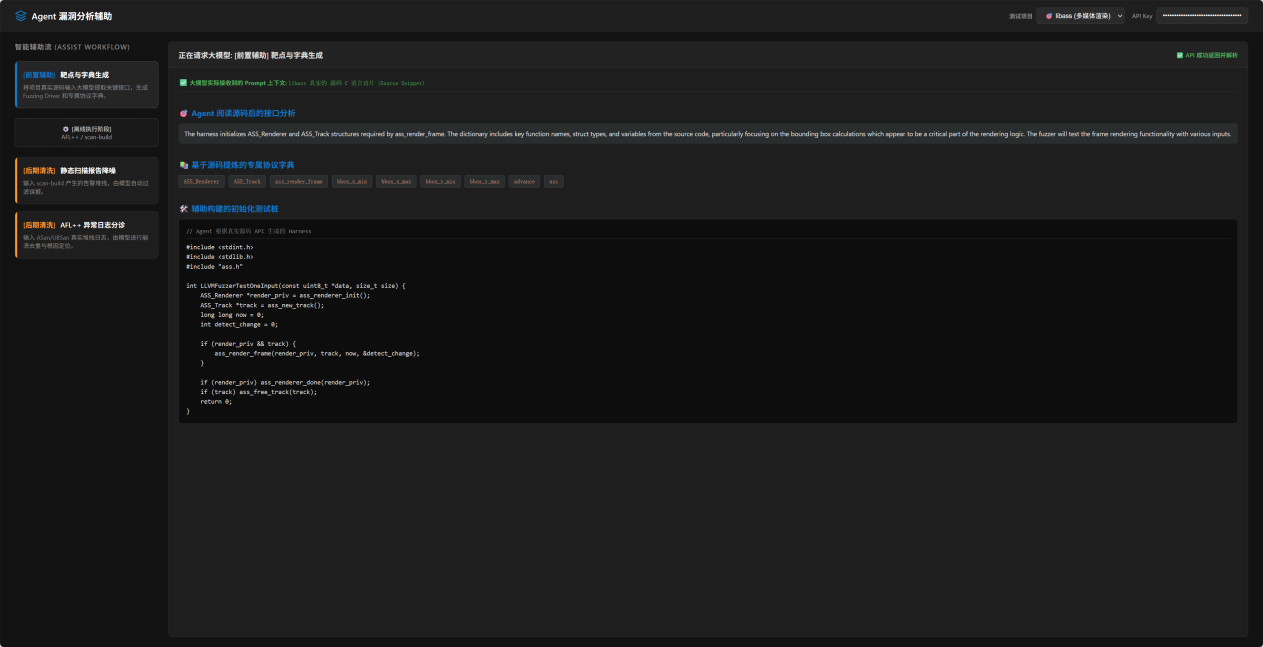 Agent 漏洞分析辅助
测试项目
libass (多媒体渲染)
API Key
智能辅助流 (ASSIST WORKFLOW)
[前置辅助] 靶点与字典生成
将项目真实源码输入大模型提取关键接口，生成
Fuzzing Driver 和专属协议字典。
[离线执行阶段]
AFL++ / scan-build
[后期清洗] 静态扫描报告降噪
输入 scan-build 产生的告警堆栈，由模型自动过
滤误报。
[后期清洗] AFL++ 异常日志分诊
输入 ASan/UBSan 真实堆栈日志，由模型进行崩
溃去重与根因定位。
正在请求大模型: [前置辅助] 靶点与字典生成
API 成功返回并解析
大模型实际接收到的 Prompt 上下文: libass 真实的 源码 C 语言切片 (Source Snippet)
Agent 阅读源码后的接口分析
The harness initializes ASS_Renderer and ASS_Track structures required by ass_render_frame. The dictionary includes key function names, struct types, and variables from the source code, particularly focusing on the bounding box calculations which appear to be a critical part of the rendering logic. The fuzzer will test the frame rendering functionality with various inputs.
基于源码提炼的专属协议字典
ASS_Renderer
ASS_Track
ass_render_frame
bbox_x_min
bbox_x_max
bbox_y_min
bbox_y_max
advance
asc
辅助构建的初始化测试桩
// Agent 根据真实源码 API 生成的 Harness
#include <stdint.h>
#include <stdlib.h>
#include "ass.h"
int LLVMFuzzerTestOneInput(const uint8_t *data, size_t size) {
ASS_Renderer *render_priv = ass_renderer_init();
ASS_Track *track = ass_new_track();
long long now = 0;
int detect_change = 0;
if (render_priv && track) {
ass_render_frame(render_priv, track, now, &detect_change);
}
if (render_priv) ass_renderer_done(render_priv);
if (track) ass_free_track(track);
return 0;
}